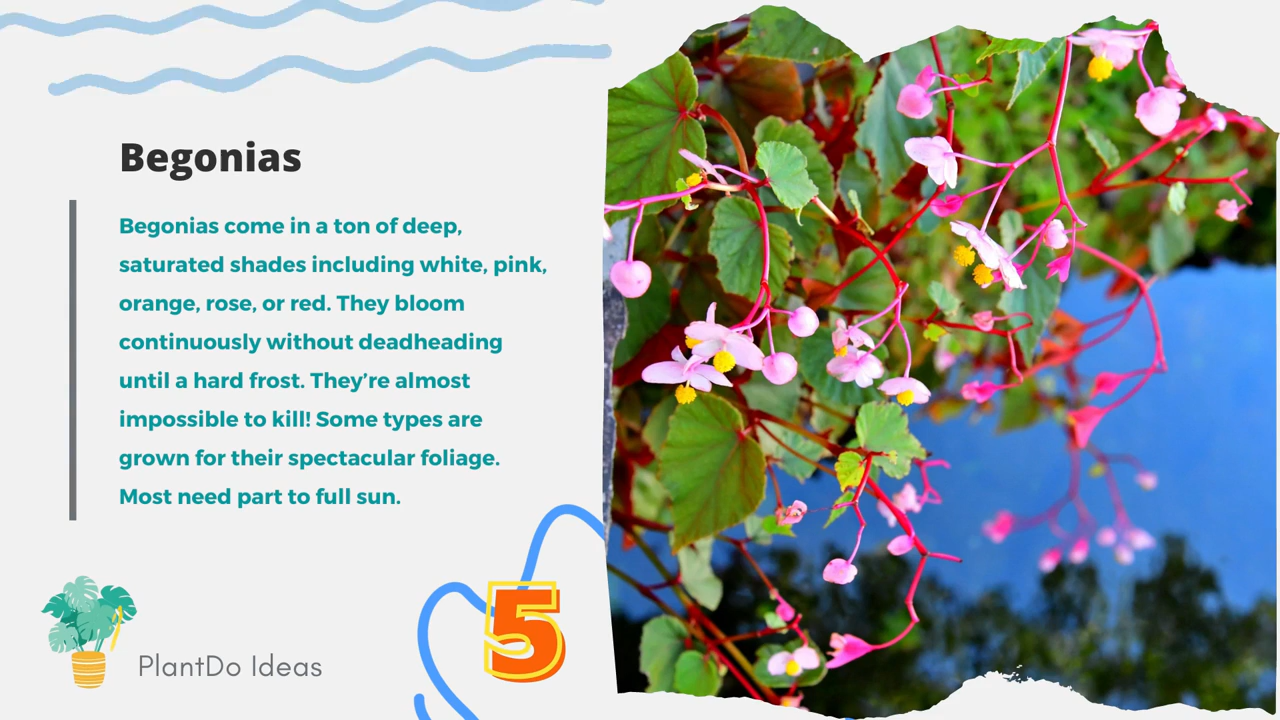 Begonias
Begonias come in a ton of deep,
saturated shades including white, pink,
orange, rose, or red. They bloom
continuously without deadheading
until a hard frost. They’re almost
impossible to kill! Some types are
grown for their spectacular foliage.
Most need part to full sun.
PlantDo Ideas
5